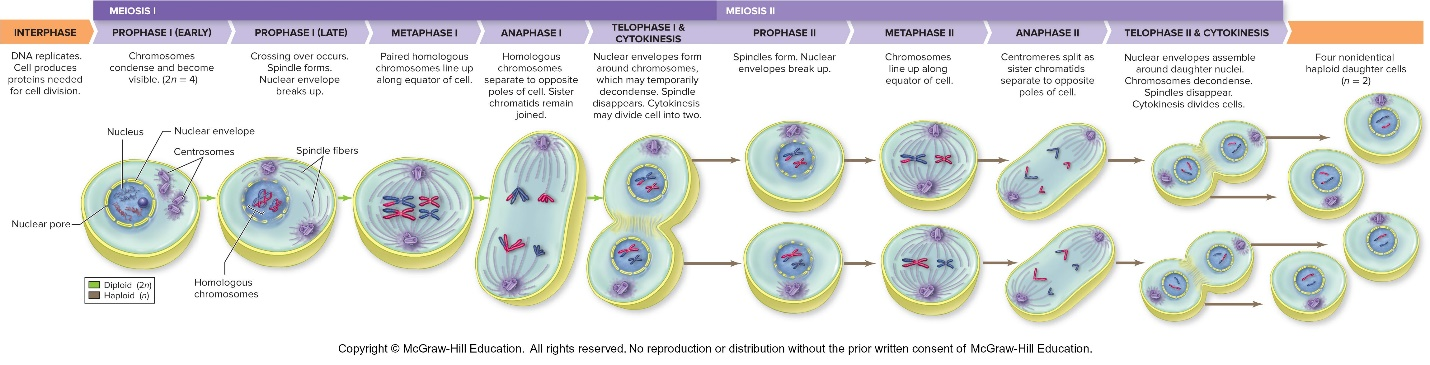 MEIOSIS I
MEIOSIS II
INTERPHASE
PROPHASE I (EARLY)
PROPHASE I (LATE)
METAPHASE I
ANAPHASE I
TELOPHASE I &
CYTOKINESIS
PROPHASE II
METAPHASE II
ANAPHASE II
TELOPHASE II & CYTOKINESIS
DNA replicates.
Cell produces
proteins needed
for cell division.
Chromosomes
condense and become
visible. (2n = 4)
Crossing over occurs.
Spindle forms.
Nuclear envelope
breaks up.
Paired homologous
chromosomes line up
along equator of cell.
Homologous
chromosomes
separate to opposite
poles of cell. Sister
chromatids remain
joined.
Nuclear envelopes form
around chromosomes,
which may temporarily
decondense. Spindle
disappears. Cytokinesis
may divide cell into two.
Spindles form. Nuclear
envelopes break up.
Chromosomes
line up along
equator of cell.
Centromeres split as
sister chromatids
separate to opposite
poles of cell.
Nuclear envelopes assemble
around daughter nuclei.
Chromosomes decondense.
Spindles disappear.
Cytokinesis divides cells.
Four nonidentical
haploid daughter cells
(n = 2)
Nucleus
Nuclear envelope
Centrosomes
Spindle fibers
Nuclear pore
Homologous
chromosomes
Diploid (2n)
Haploid (n)
Copyright © McGraw-Hill Education. All rights reserved. No reproduction or distribution without the prior written consent of McGraw-Hill Education.